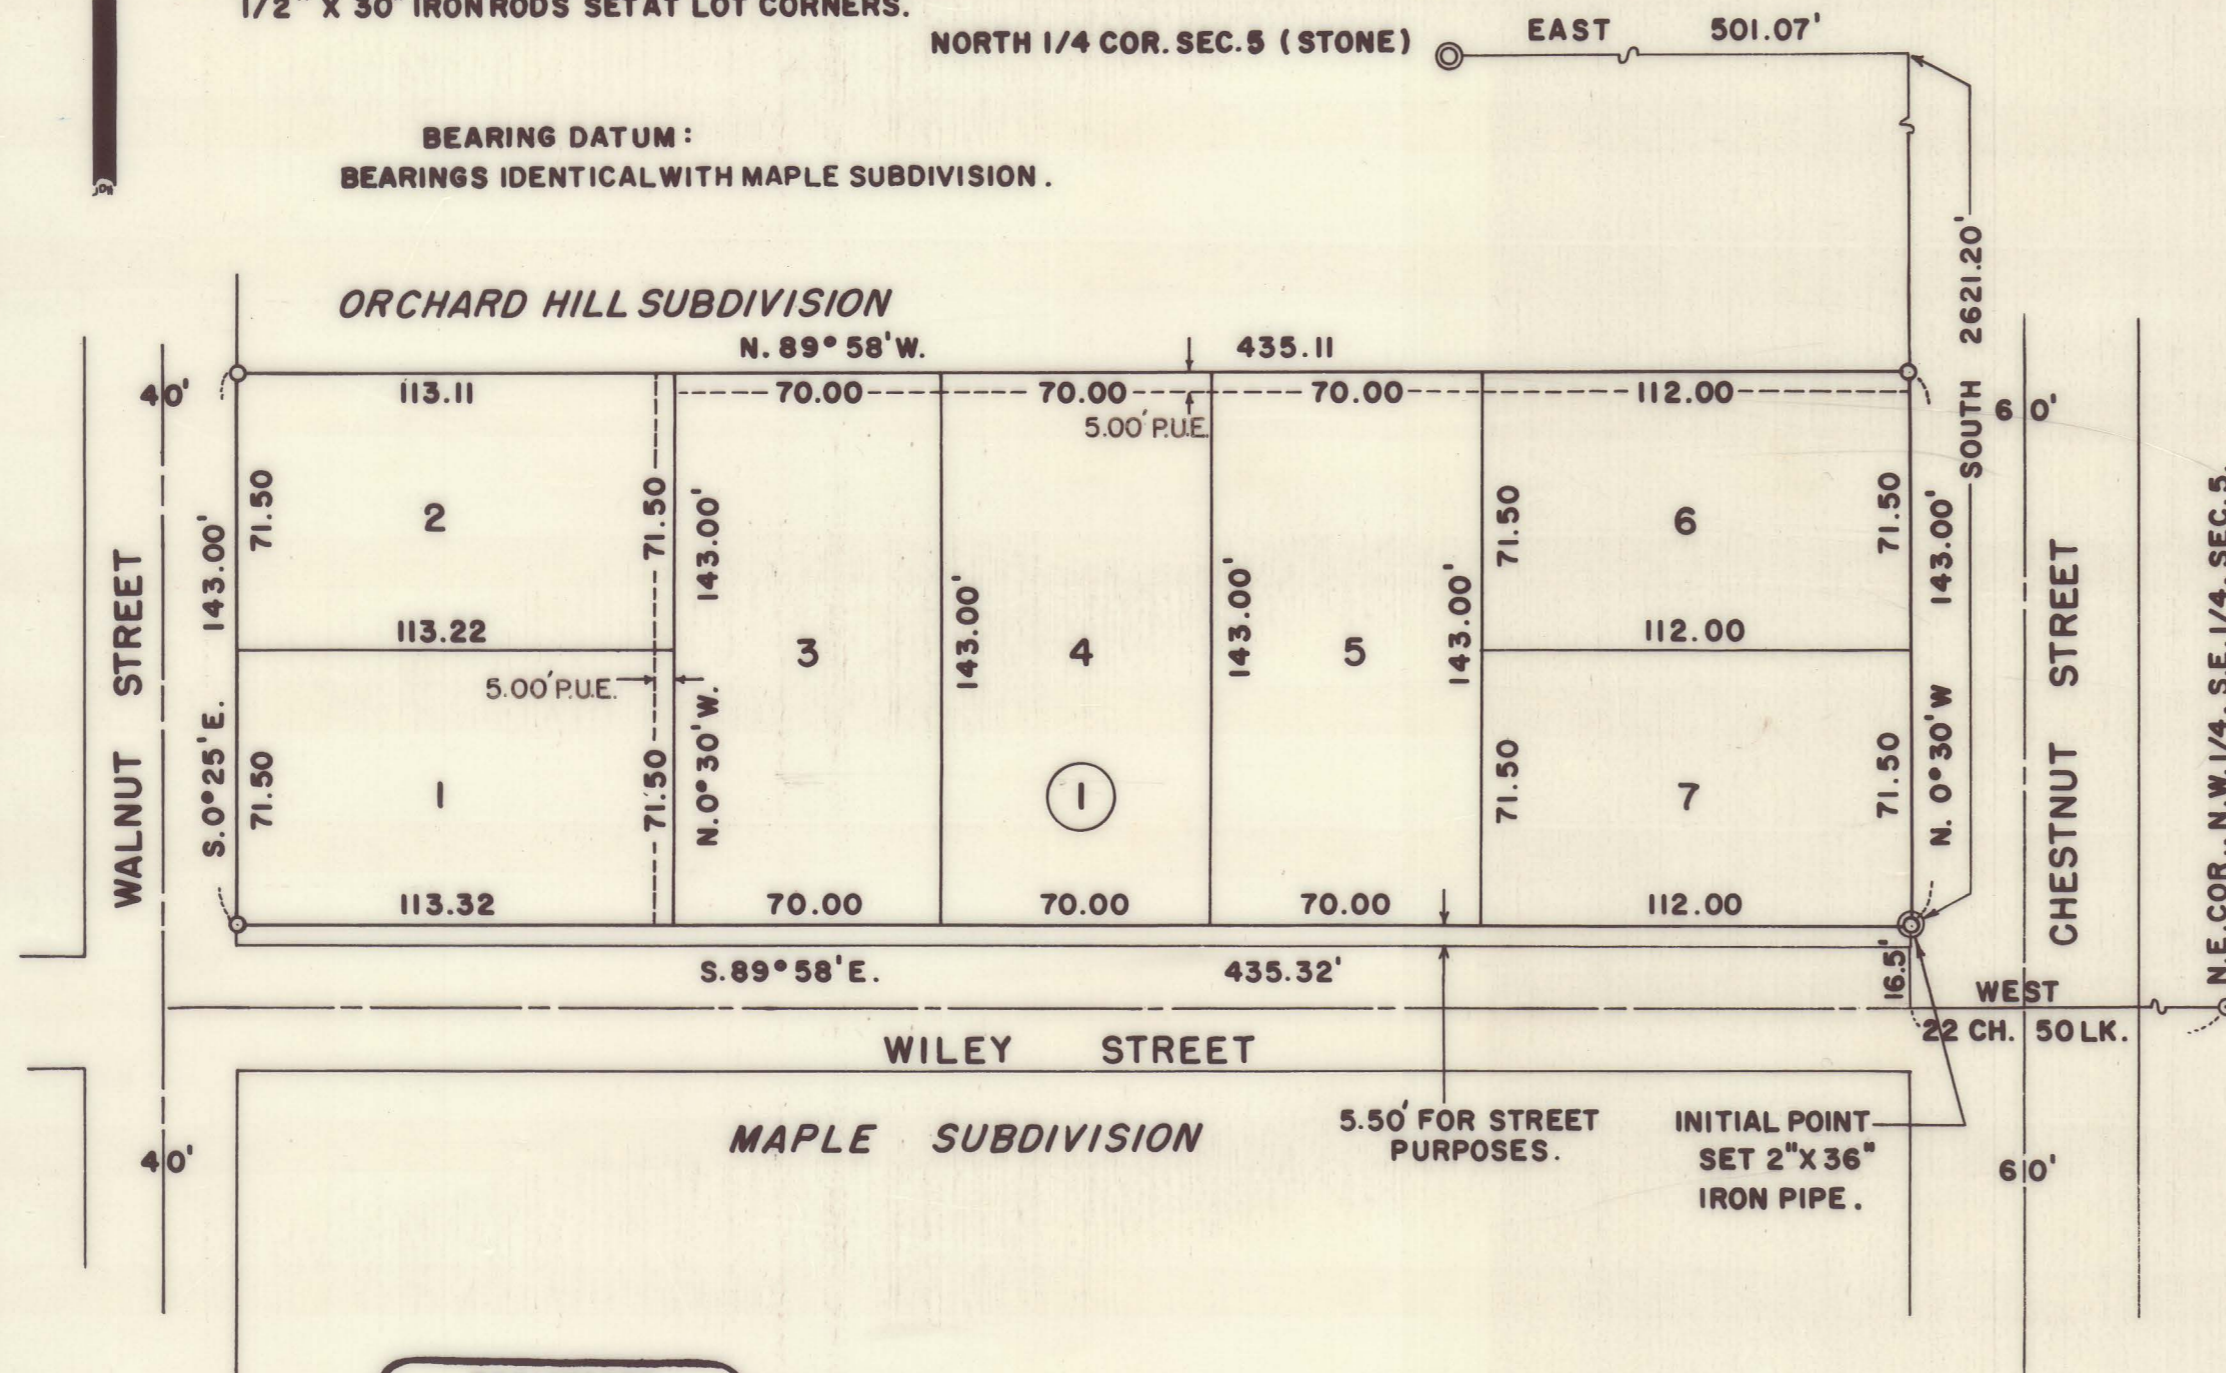 1/2" X 30" IRON RODS SET AT LOT CORNERS.
NORTH 1/4 COR. SEC. 5 (STONE)
EAST 501.07'
BEARING DATUM:
BEARINGS IDENTICAL WITH MAPLE SUBDIVISION.
SOUTH 2621.20'
ORCHARD HILL SUBDIVISION
N. 89° 58' W. 435.11
40'
113.11
70.00
70.00
70.00
112.00
60'
5.00' P.U.E.
71.50
2
71.50
143.00'
S. 0° 25' E. 143.00'
113.22
3
143.00'
4
143.00'
5
143.00'
71.50
6
71.50
112.00
N. 0° 30' W 143.00'
5.00' P.U.E.
N. 0° 30' W.
WALNUT STREET
71.50
1
71.50
1
71.50
7
71.50
CHESTNUT STREET
N.E. COR., N.W. 1/4, S.E. 1/4, SEC. 5.
113.32
70.00
70.00
70.00
112.00
S. 89° 58' E. 435.32'
16.5'
WEST
22 CH. 50 LK.
WILEY STREET
MAPLE SUBDIVISION
5.50' FOR STREET
PURPOSES.
INITIAL POINT
SET 2" X 36"
IRON PIPE.
40'
60'